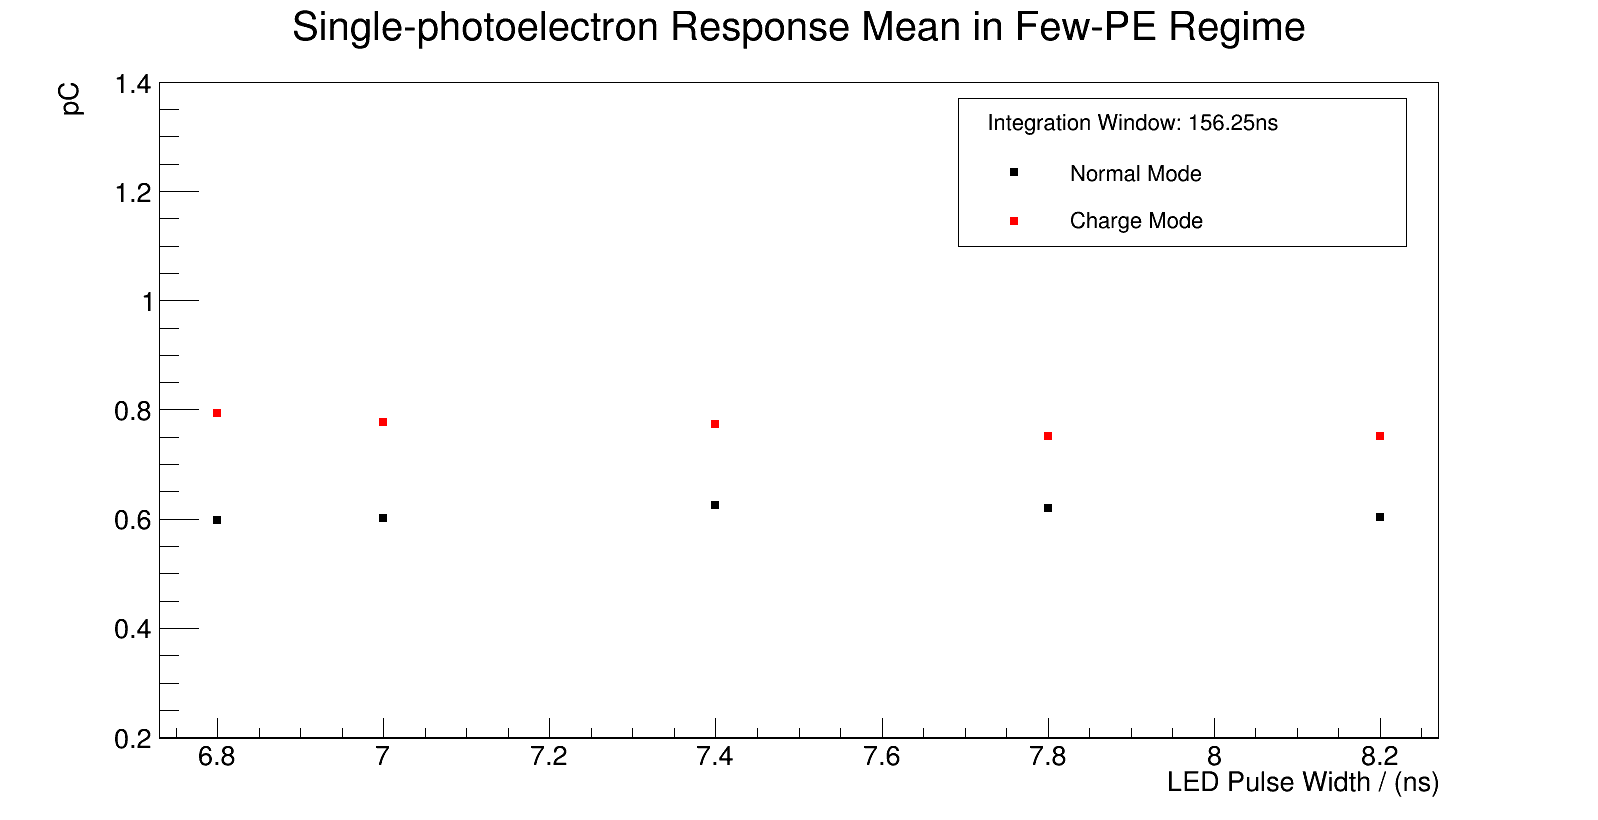 Single-photoelectron Response Mean in Few-PE Regime
pC
1.4
1.2
1
0.8
0.6
0.4
0.2
Integration Window: 156.25ns
Normal Mode
Charge Mode
6.8 7 7.2 7.4 7.6 7.8 8 8.2
LED Pulse Width / (ns)